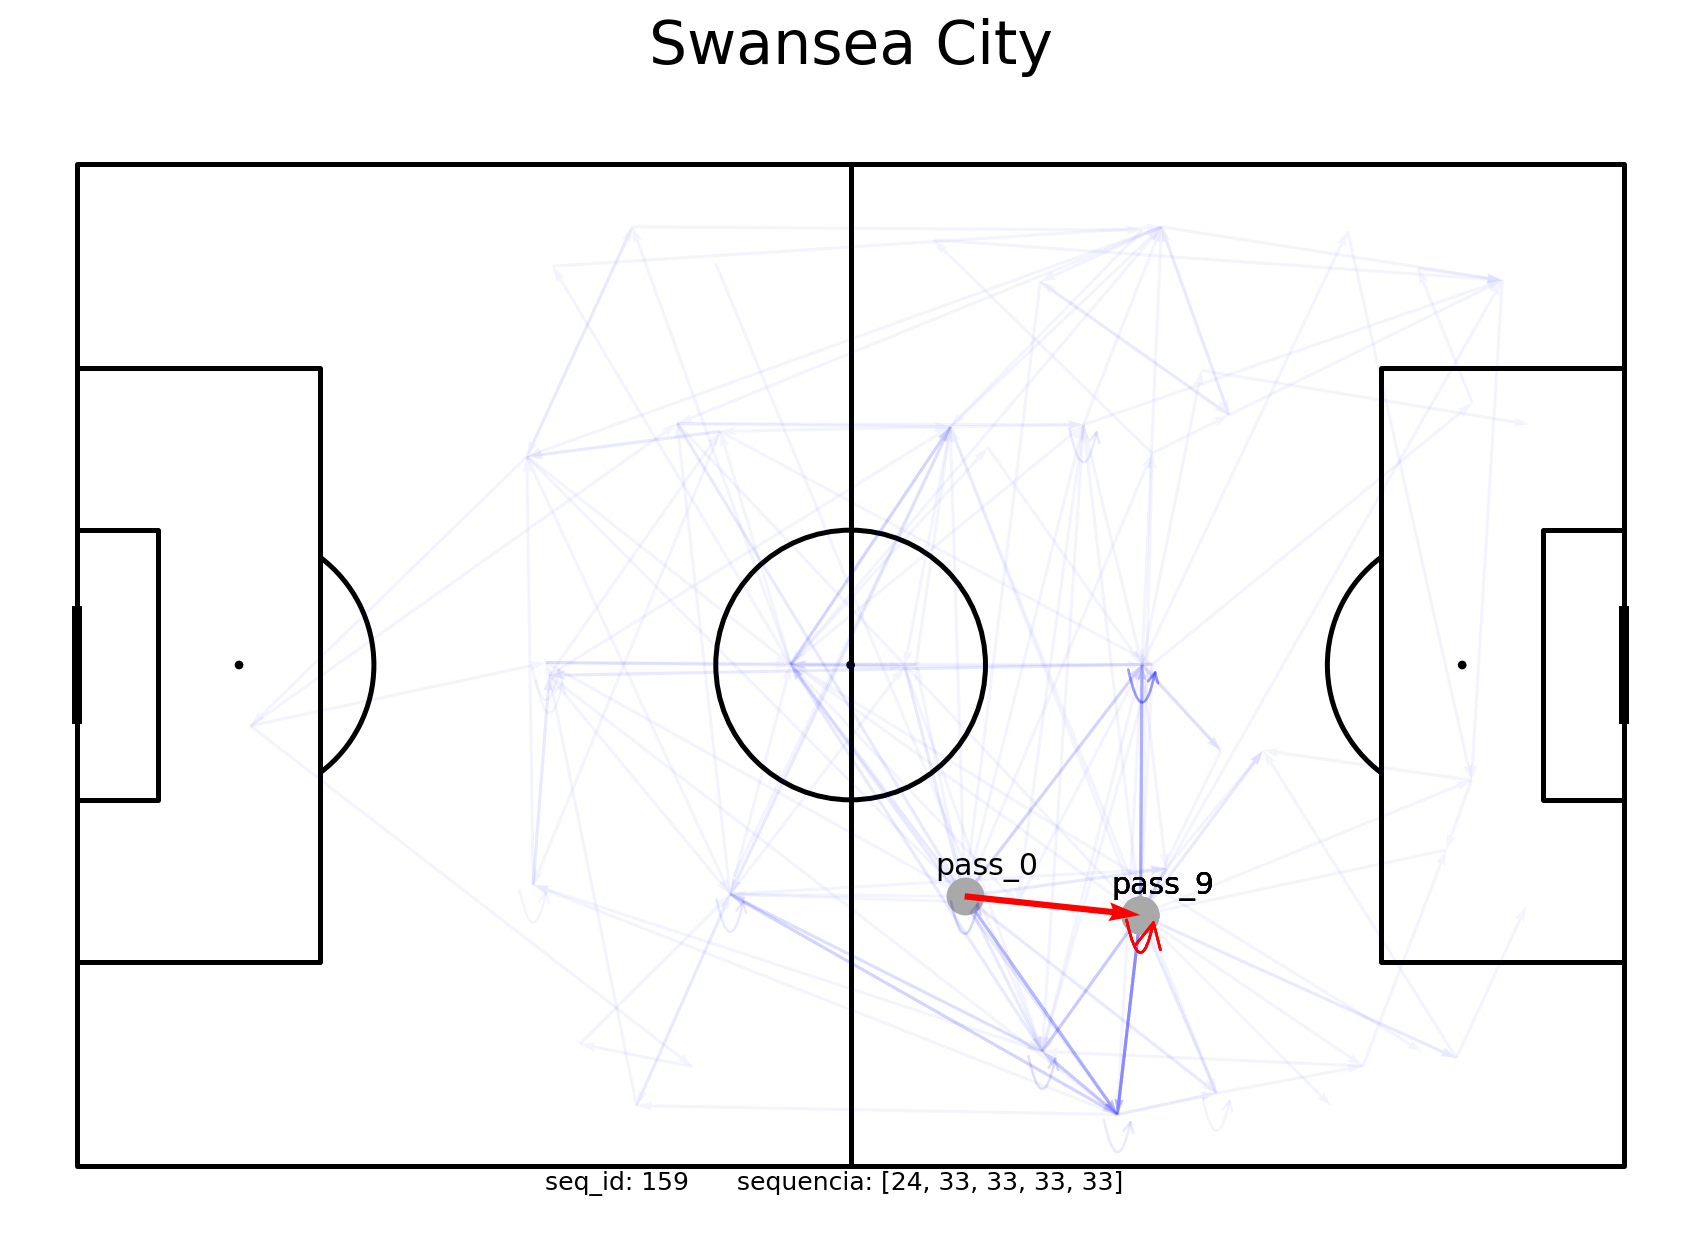 Swansea City
pass_0
pass_9
seq_id: 159 sequencia: [24, 33, 33, 33, 33]